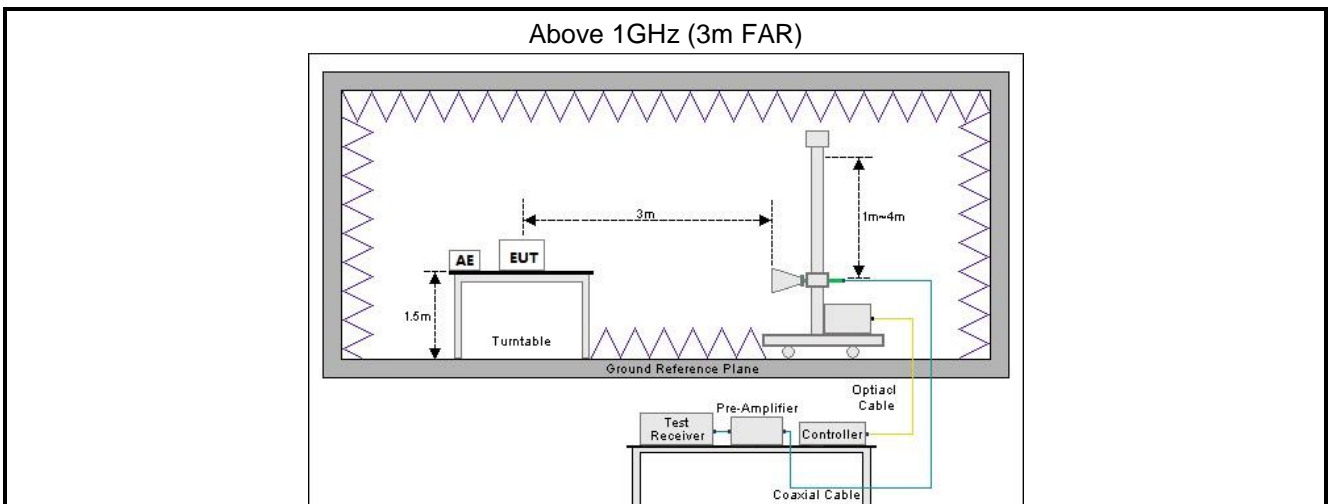 Above 1GHz (3m FAR)
3m
1m~4m
AE
EUT
1.5m
Turntable
Ground Reference Plane
Optiacl
Cable
Pre-Amplifier
Test
Receiver
Controller
Coaxial Cable